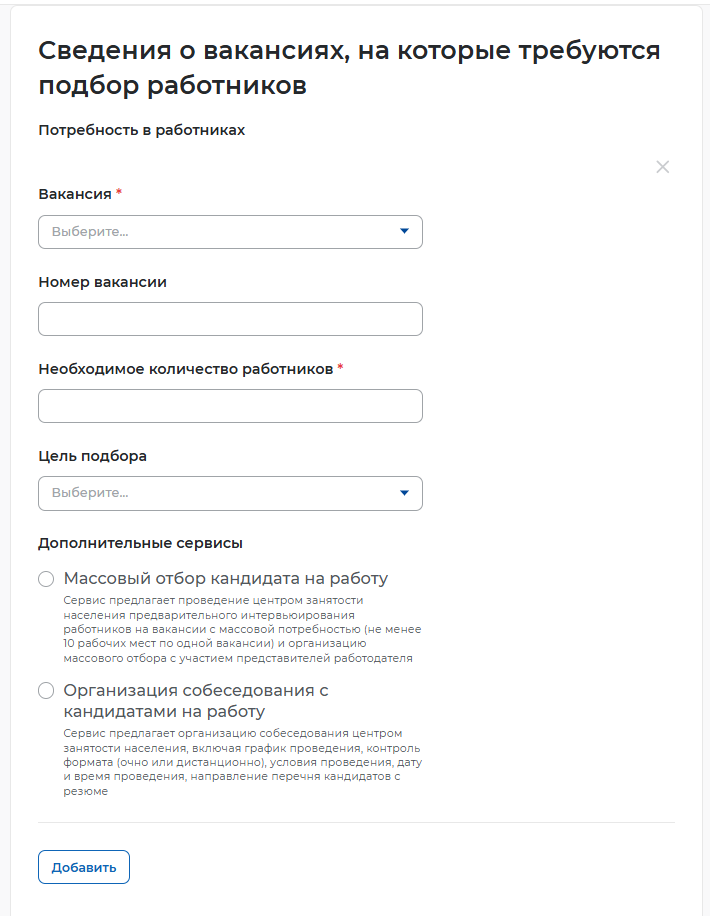 Сведения о вакансиях, на которые требуются
подбор работников
Потребность в работниках
Вакансия *
Выберите...
Номер вакансии
Необходимое количество работников *
Цель подбора
Выберите...
Дополнительные сервисы
Массовый отбор кандидата на работу
Сервис предлагает проведение центром занятости
населения предварительного интервьюирования
работников на вакансии с массовой потребностью (не менее
10 рабочих мест по одной вакансии) и организацию
массового отбора с участием представителей работодателя
Организация собеседования с
кандидатами на работу
Сервис предлагает организацию собеседования центром
занятости населения, включая график проведения, контроль
формата (очно или дистанционно), условия проведения, дату
и время проведения, направление перечня кандидатов с
резюме
Добавить